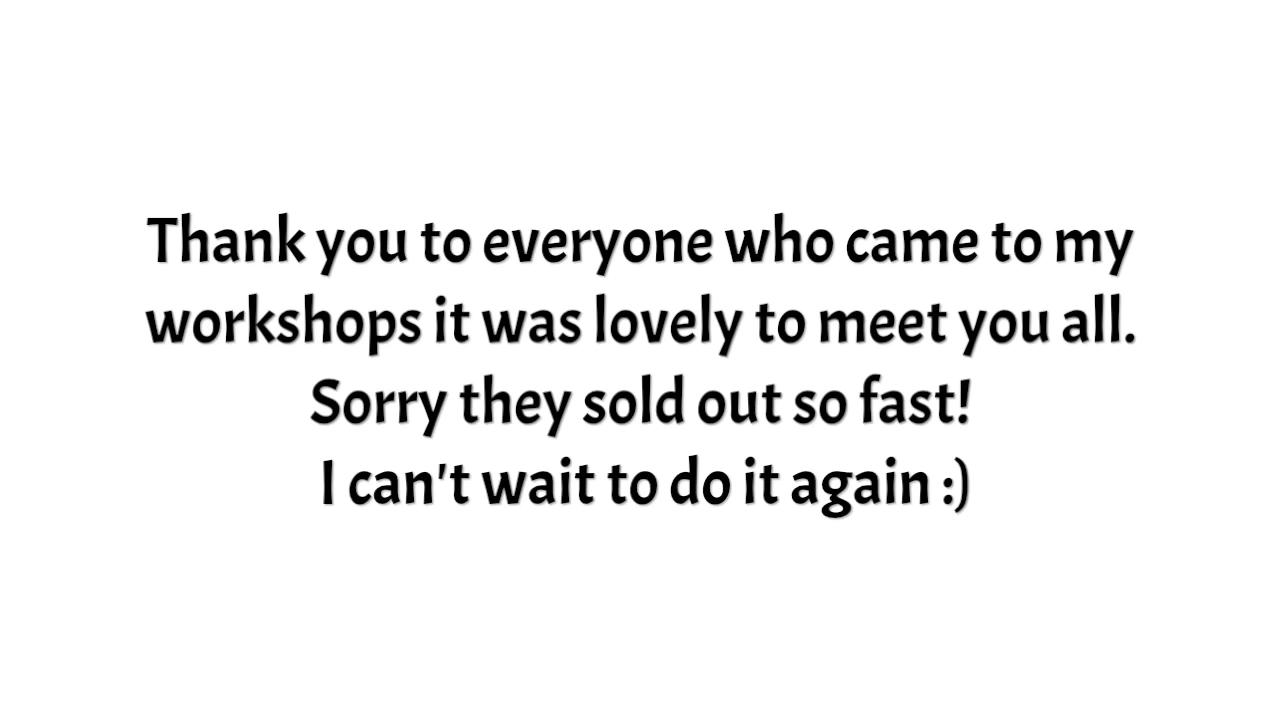 Thank you to everyone who came to my
workshops it was lovely to meet you all.
Sorry they sold out so fast!
I can't wait to do it again :)